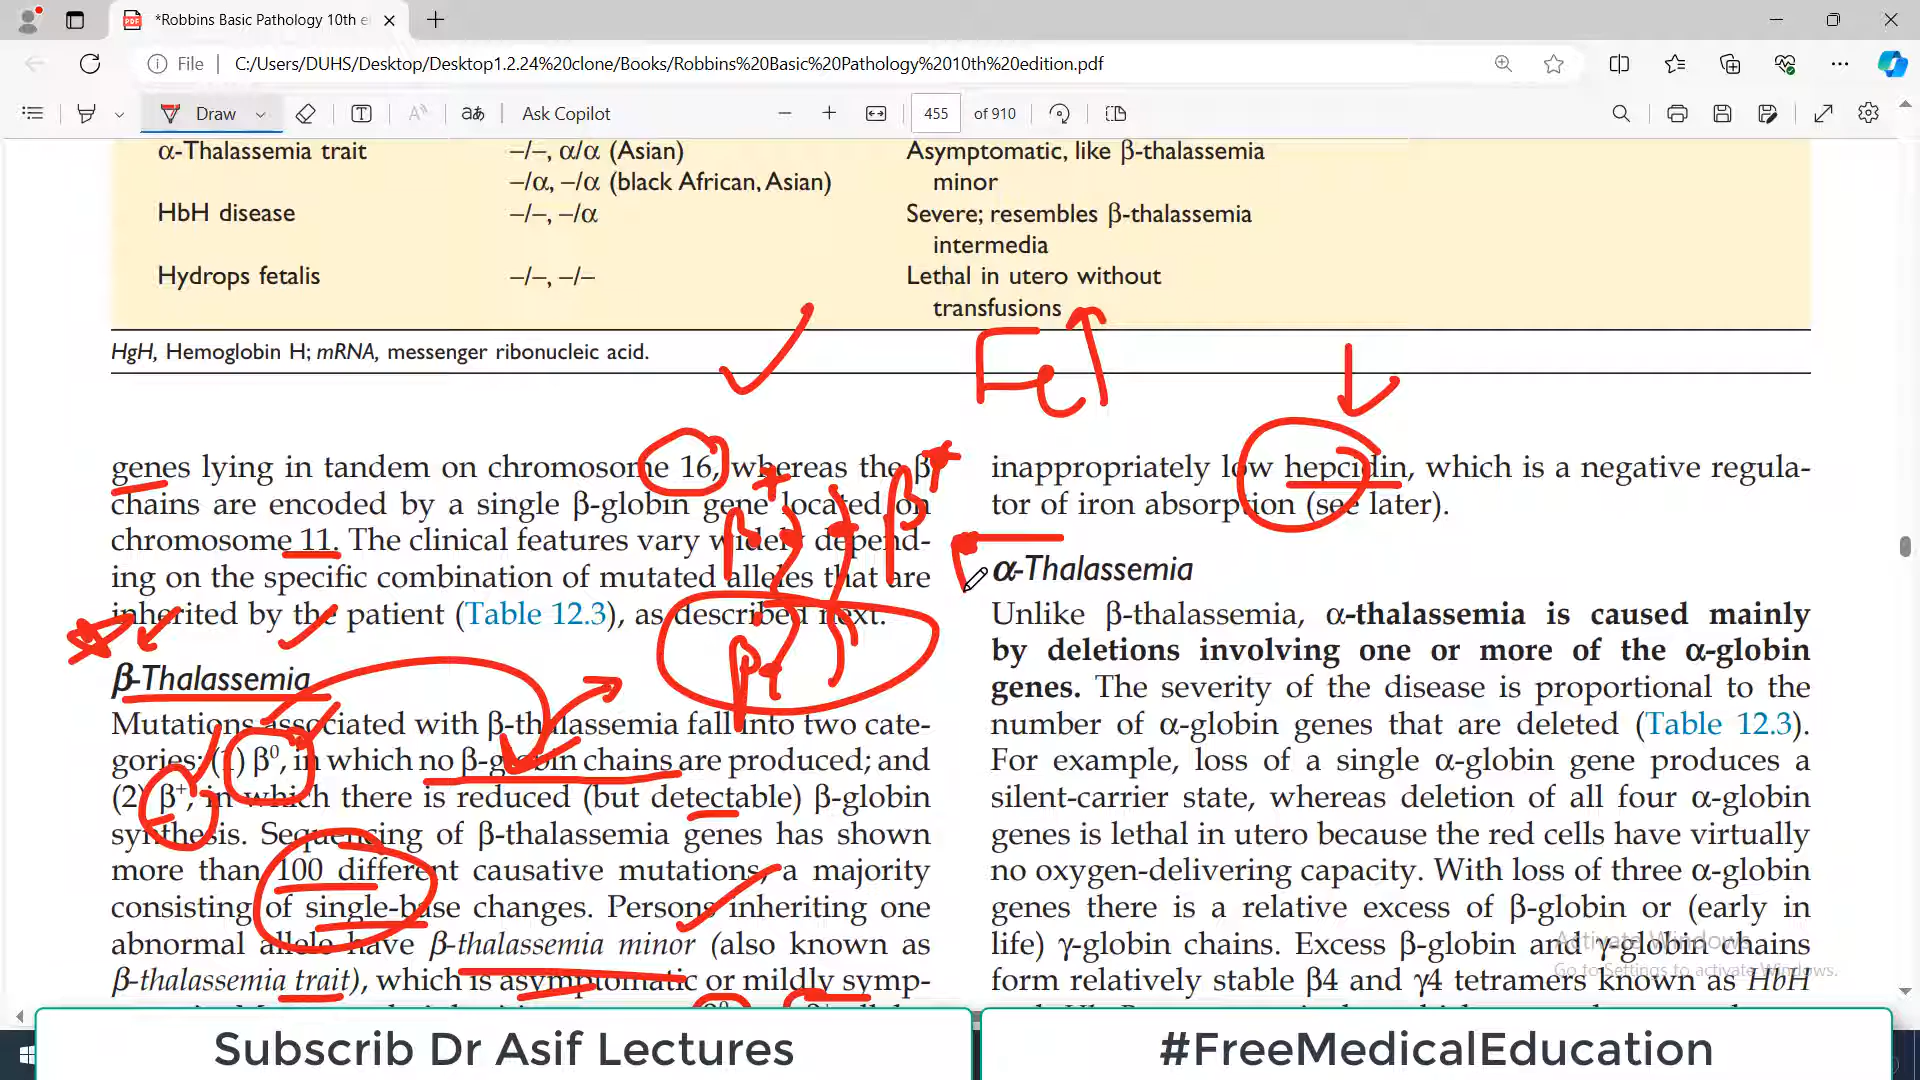 *Robbins Basic Pathology 10th e
File
C:/Users/DUHS/Desktop/Desktop1.2.24%20clone/Books/Robbins%20Basic%20Pathology%2010th%20edition.pdf
Draw
Ask Copilot
455 of 910
α-Thalassemia trait –/–, α/α (Asian) Asymptomatic, like β-thalassemia
–/α, –/α (black African, Asian) minor
HbH disease –/–, –/α Severe; resembles β-thalassemia
intermedia
Hydrops fetalis –/–, –/– Lethal in utero without
transfusions
HgH, Hemoglobin H; mRNA, messenger ribonucleic acid.
Fe
genes lying in tandem on chromosome 16, whereas the β
chains are encoded by a single β-globin gene located on
chromosome 11. The clinical features vary widely depend-
ing on the specific combination of mutated alleles that are
inherited by the patient (Table 12.3), as described next.
β-Thalassemia
Mutations associated with β-thalassemia fall into two cate-
gories: (1) β⁰, in which no β-globin chains are produced; and
(2) β⁺, in which there is reduced (but detectable) β-globin
synthesis. Sequencing of β-thalassemia genes has shown
more than 100 different causative mutations, a majority
consisting of single-base changes. Persons inheriting one
abnormal allele have β-thalassemia minor (also known as
β-thalassemia trait), which is asymptomatic or mildly symp-
inappropriately low hepcidin, which is a negative regula-
tor of iron absorption (see later).
α-Thalassemia
Unlike β-thalassemia, α-thalassemia is caused mainly
by deletions involving one or more of the α-globin
genes. The severity of the disease is proportional to the
number of α-globin genes that are deleted (Table 12.3).
For example, loss of a single α-globin gene produces a
silent-carrier state, whereas deletion of all four α-globin
genes is lethal in utero because the red cells have virtually
no oxygen-delivering capacity. With loss of three α-globin
genes there is a relative excess of β-globin or (early in
life) γ-globin chains. Excess β-globin and γ-globin chains
form relatively stable β4 and γ4 tetramers known as HbH
Activate Windows
Go to Settings to activate Windows.
Subscrib Dr Asif Lectures
#FreeMedicalEducation